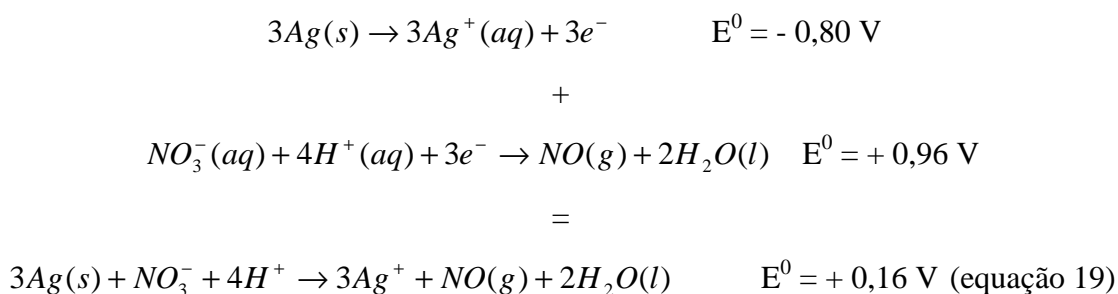 3Ag(s) → 3Ag⁺(aq) + 3e⁻ E⁰ = - 0,80 V
+
NO₃⁻(aq) + 4H⁺(aq) + 3e⁻ → NO(g) + 2H₂O(l) E⁰ = + 0,96 V
=
3Ag(s) + NO₃⁻ + 4H⁺ → 3Ag⁺ + NO(g) + 2H₂O(l) E⁰ = + 0,16 V (equação 19)